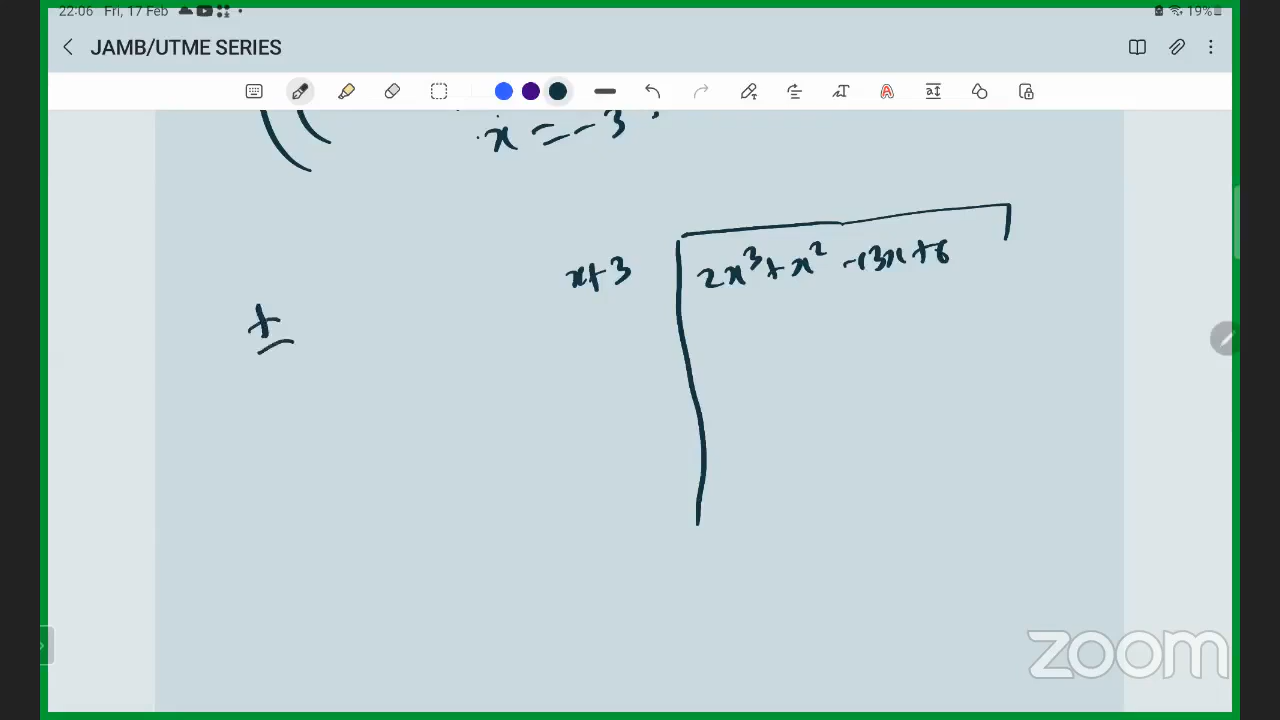 22:06 Fri, 17 Feb
19%
JAMB/UTME SERIES
x = -3
x+3
2x³+x² -13x+6
+
zoom